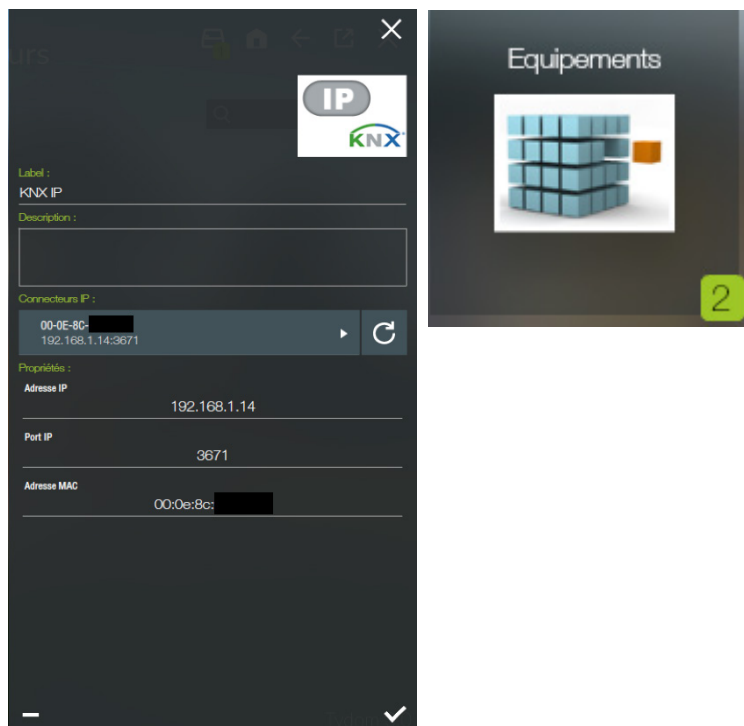 urs
IP
KNX
Label :
KNX IP
Description :
Connecteurs IP :
00-0E-8C-
192.168.1.14:3671
Propriétés :
Adresse IP
192.168.1.14
Port IP
3671
Adresse MAC
00:0e:8c:
Equipements
2